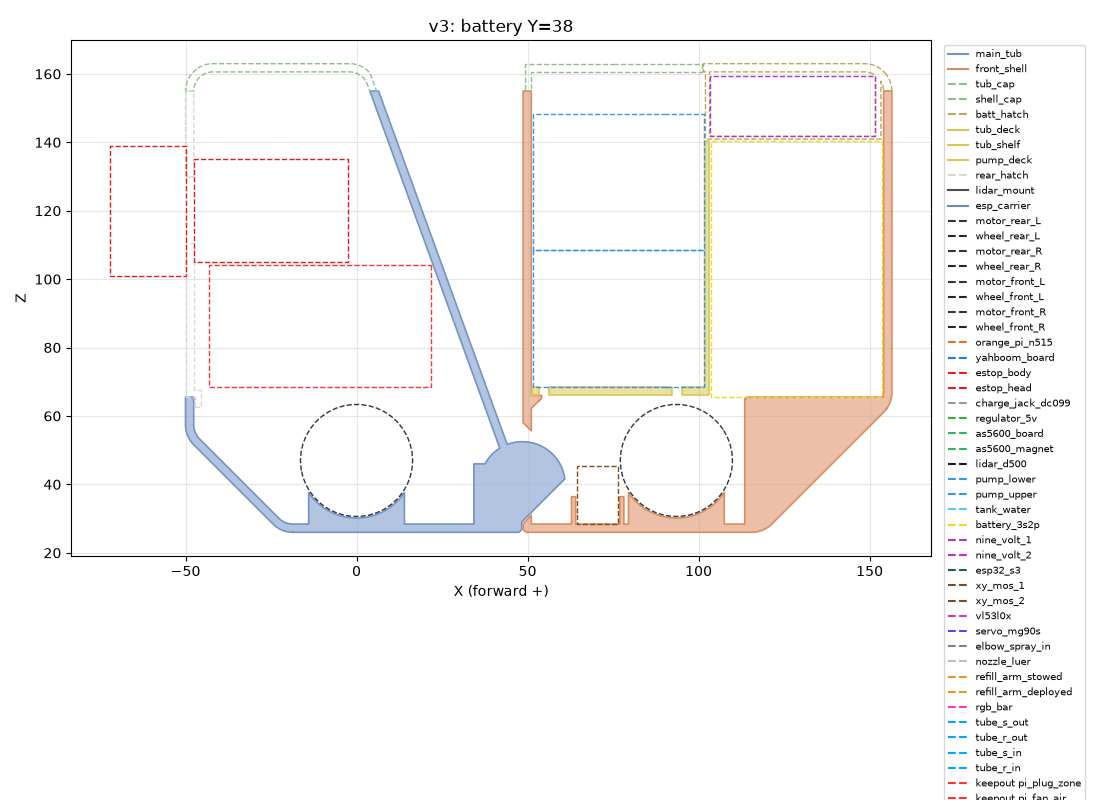 v3: battery Y=38
Z
160
140
120
100
80
60
40
20
−50
0
50
100
150
X (forward +)
main_tub
front_shell
tub_cap
shell_cap
batt_hatch
tub_deck
tub_shelf
pump_deck
rear_hatch
lidar_mount
esp_carrier
motor_rear_L
wheel_rear_L
motor_rear_R
wheel_rear_R
motor_front_L
wheel_front_L
motor_front_R
wheel_front_R
orange_pi_n515
yahboom_board
estop_body
estop_head
charge_jack_dc099
regulator_5v
as5600_board
as5600_magnet
lidar_d500
pump_lower
pump_upper
tank_water
battery_3s2p
nine_volt_1
nine_volt_2
esp32_s3
xy_mos_1
xy_mos_2
vl53l0x
servo_mg90s
elbow_spray_in
nozzle_luer
refill_arm_stowed
refill_arm_deployed
rgb_bar
tube_s_out
tube_r_out
tube_s_in
tube_r_in
keepout pi_plug_zone
keepout pi_fan_air